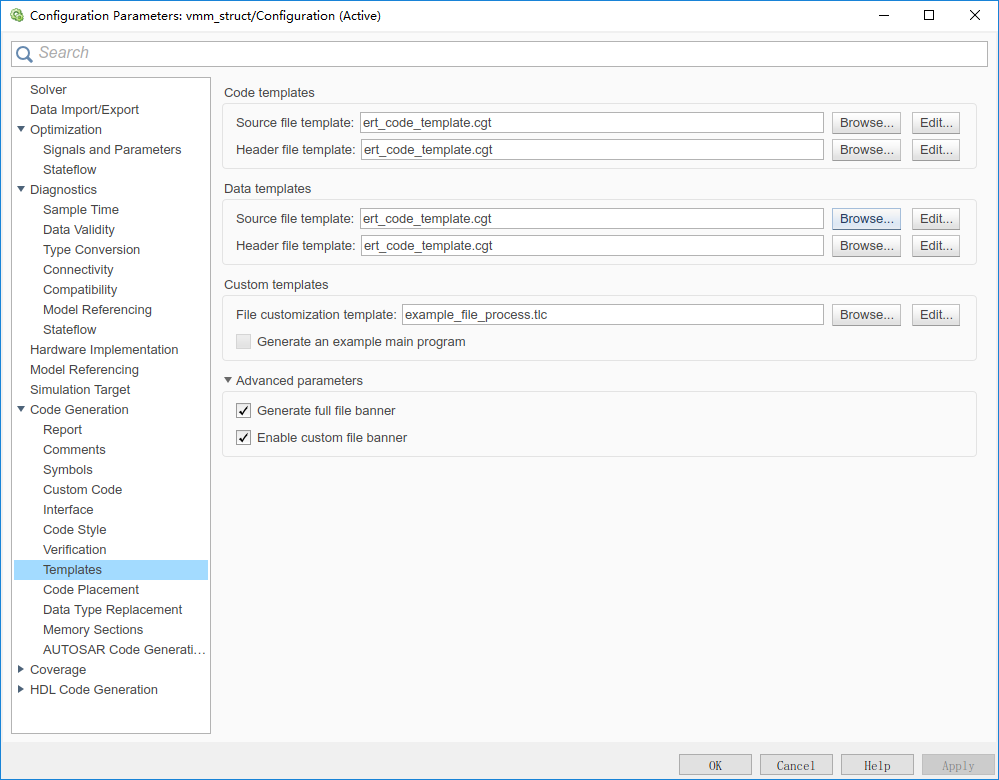 Configuration Parameters: vmm_struct/Configuration (Active)
Search
Solver
Data Import/Export
Optimization
Signals and Parameters
Stateflow
Diagnostics
Sample Time
Data Validity
Type Conversion
Connectivity
Compatibility
Model Referencing
Stateflow
Hardware Implementation
Model Referencing
Simulation Target
Code Generation
Report
Comments
Symbols
Custom Code
Interface
Code Style
Verification
Templates
Code Placement
Data Type Replacement
Memory Sections
AUTOSAR Code Generati...
Coverage
HDL Code Generation
Code templates
Source file template: ert_code_template.cgt Browse... Edit...
Header file template: ert_code_template.cgt Browse... Edit...
Data templates
Source file template: ert_code_template.cgt Browse... Edit...
Header file template: ert_code_template.cgt Browse... Edit...
Custom templates
File customization template: example_file_process.tlc Browse... Edit...
Generate an example main program
Advanced parameters
Generate full file banner
Enable custom file banner
OK Cancel Help Apply